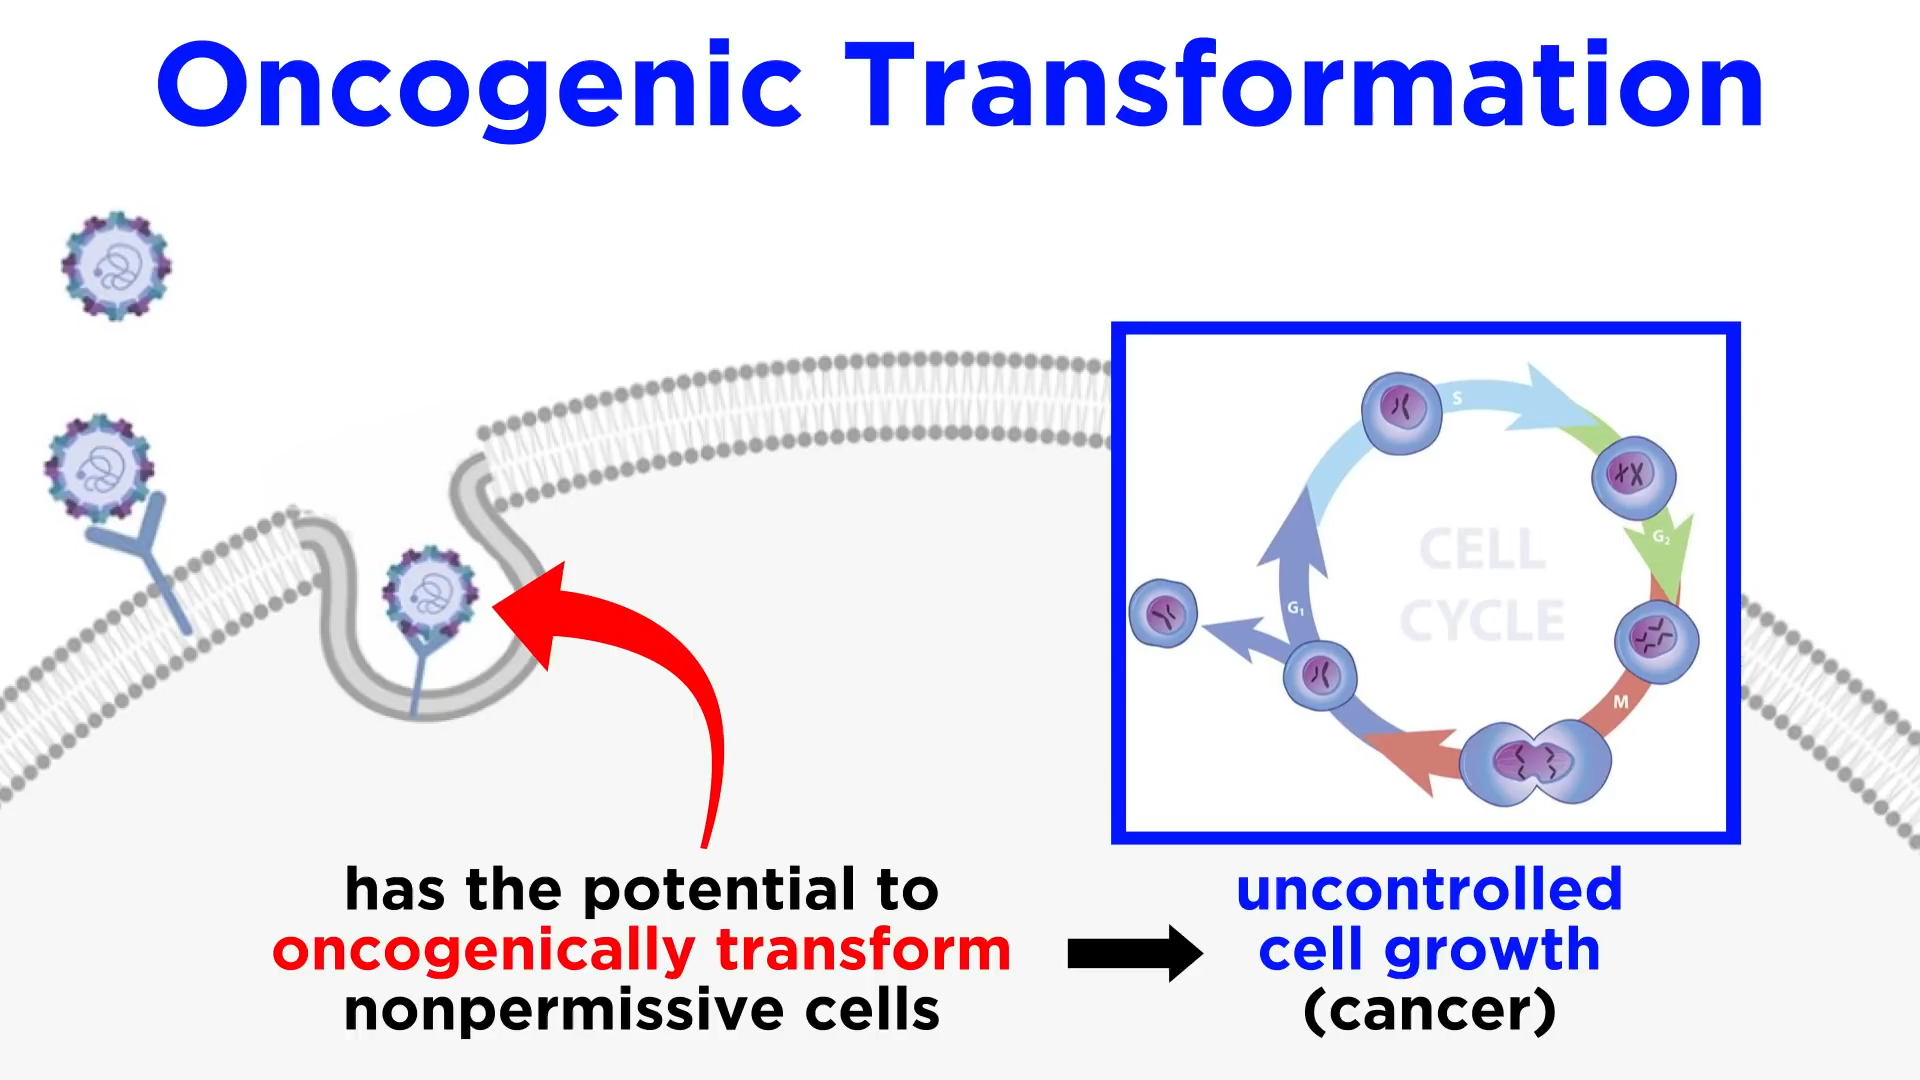 Oncogenic Transformation
S
G₂
CELL
CYCLE
G₁
M
has the potential to
oncogenically transform
nonpermissive cells
uncontrolled
cell growth
(cancer)